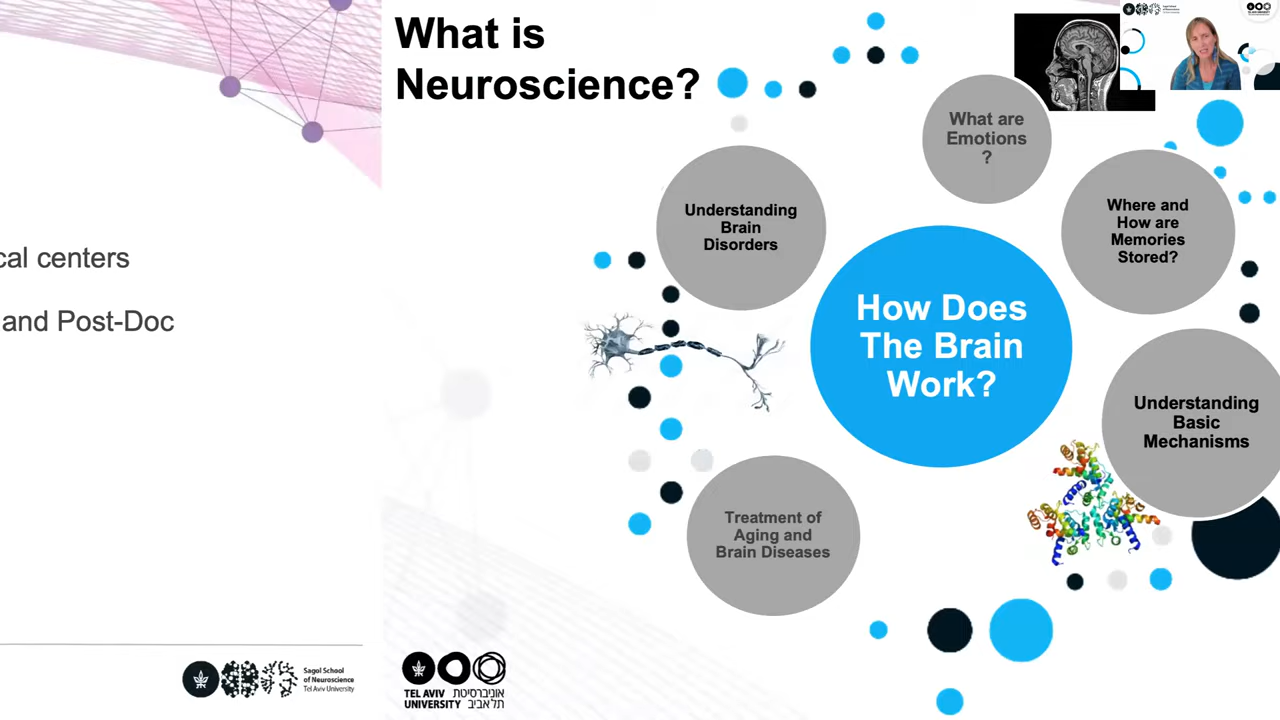 cal centers
and Post-Doc
Sagol School
of Neuroscience
Tel Aviv University
What is
Neuroscience?
What are
Emotions
?
Understanding
Brain
Disorders
Where and
How are
Memories
Stored?
How Does
The Brain
Work?
Understanding
Basic
Mechanisms
Treatment of
Aging and
Brain Diseases
TEL AVIV אוניברסיטת
UNIVERSITY תל אביב